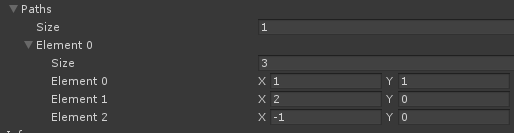 Paths
Size 1
Element 0
Size 3
Element 0 X 1 Y 1
Element 1 X 2 Y 0
Element 2 X -1 Y 0